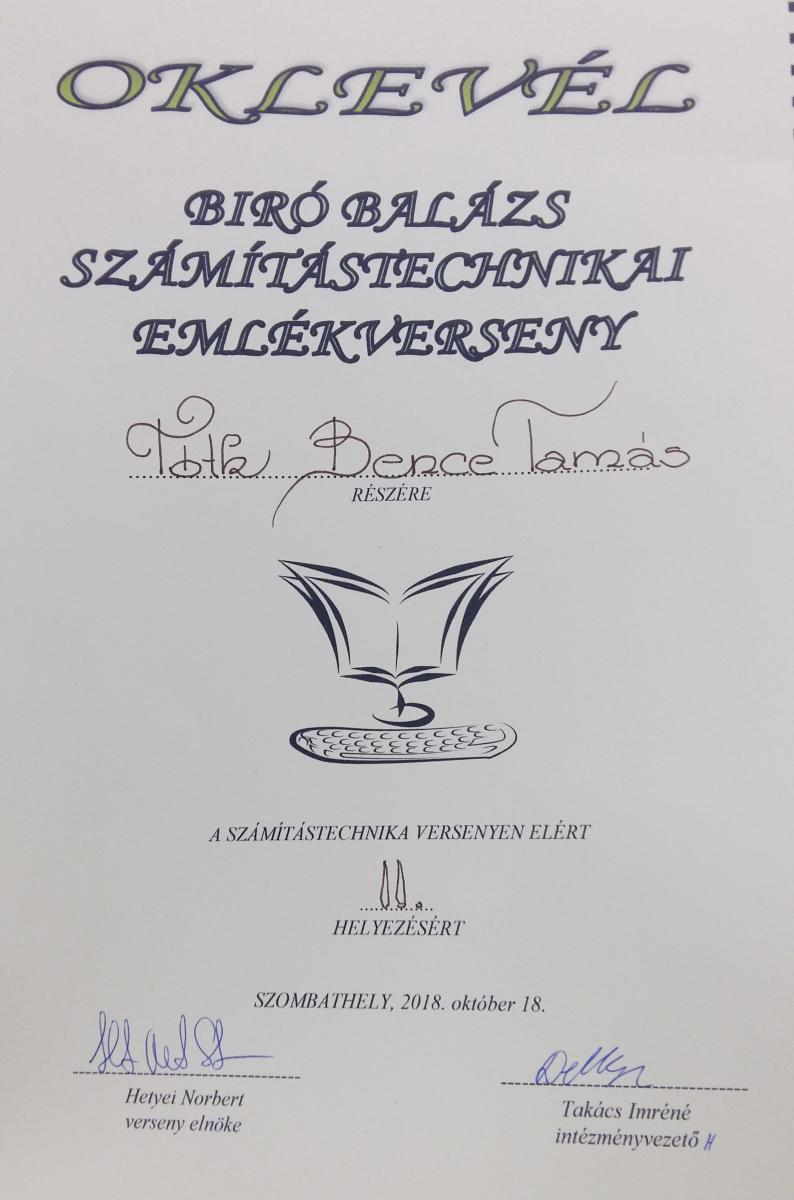 OKLEVÉL
BIRÓ BALÁZS
SZÁMÍTÁSTECHNIKAI
EMLÉKVERSENY
Tóth Bence Tamás
RÉSZÉRE
A SZÁMÍTÁSTECHNIKA VERSENYEN ELÉRT
II.
HELYEZÉSÉRT
SZOMBATHELY, 2018. október 18.
Hetyei Norbert
verseny elnöke
Takács Imréné
intézményvezető H